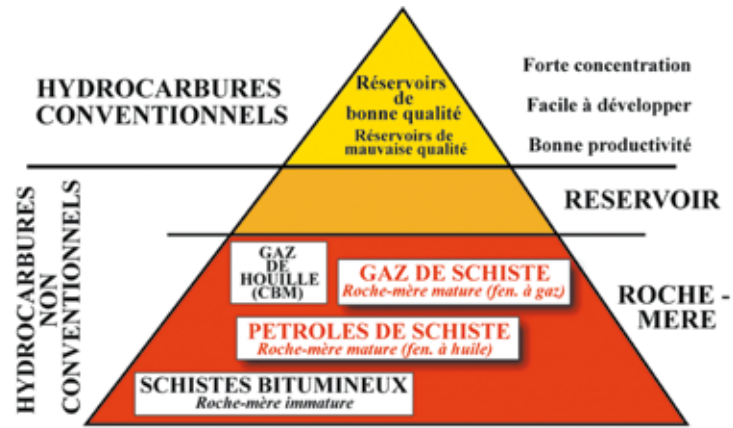 HYDROCARBURES
CONVENTIONNELS
Réservoirs
de
bonne qualité
Réservoirs de
mauvaise qualité
Forte concentration
Facile à développer
Bonne productivité
HYDROCARBURES
NON
CONVENTIONNELS
RESERVOIR
GAZ
DE
HOUILLE
(CBM)
GAZ DE SCHISTE
Roche-mère mature (fen. à gaz)
ROCHE -
MERE
PETROLES DE SCHISTE
Roche-mère mature (fen. à huile)
SCHISTES BITUMINEUX
Roche-mère immature